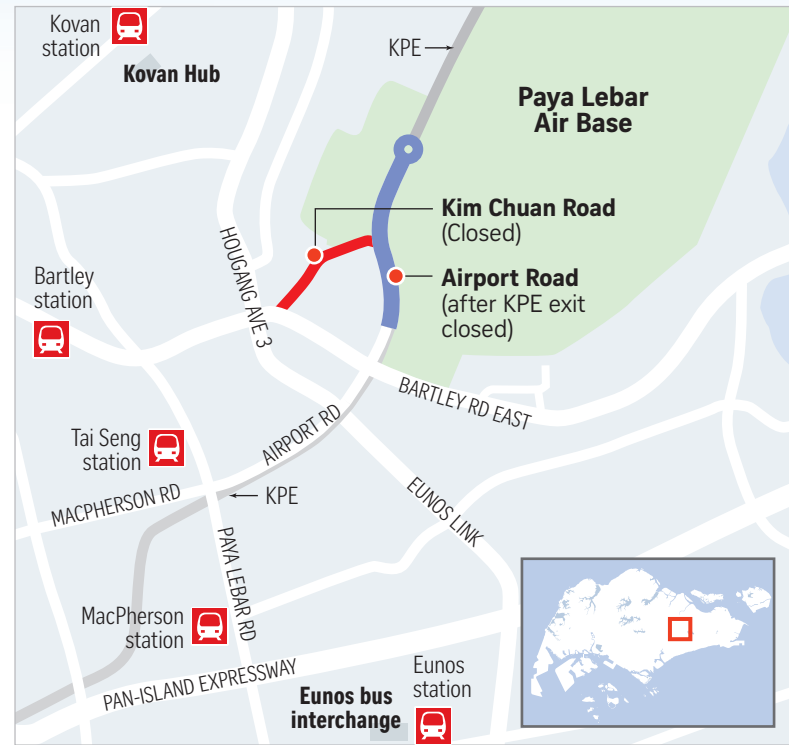 Kovan
station
Kovan Hub
KPE
Paya Lebar
Air Base
Kim Chuan Road
(Closed)
Airport Road
(after KPE exit
closed)
HOUGANG AVE 3
Bartley
station
BARTLEY RD EAST
AIRPORT RD
Tai Seng
station
MACPHERSON RD
KPE
EUNOS LINK
PAYA LEBAR RD
MacPherson
station
PAN-ISLAND EXPRESSWAY
Eunos bus
interchange
Eunos
station